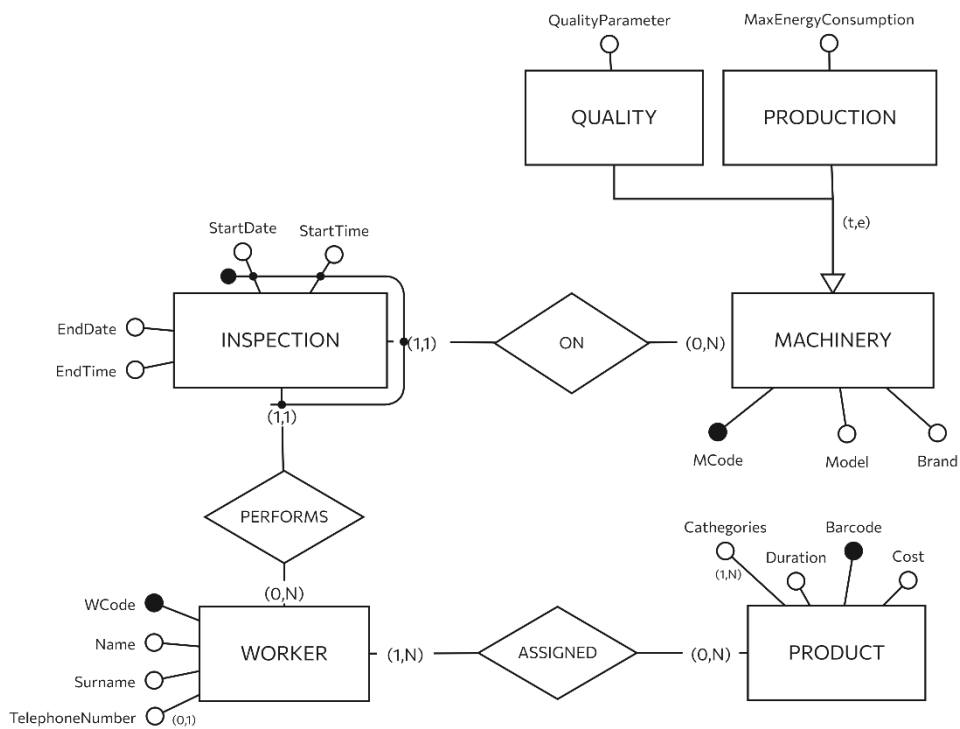 QualityParameter
MaxEnergyConsumption
QUALITY
PRODUCTION
(t,e)
StartDate
StartTime
EndDate
EndTime
INSPECTION
(1,1)
ON
(0,N)
MACHINERY
(1,1)
MCode
Model
Brand
PERFORMS
(0,N)
Cathegories
(1,N)
Duration
Barcode
Cost
WCode
Name
Surname
TelephoneNumber
(0,1)
WORKER
(1,N)
ASSIGNED
(0,N)
PRODUCT